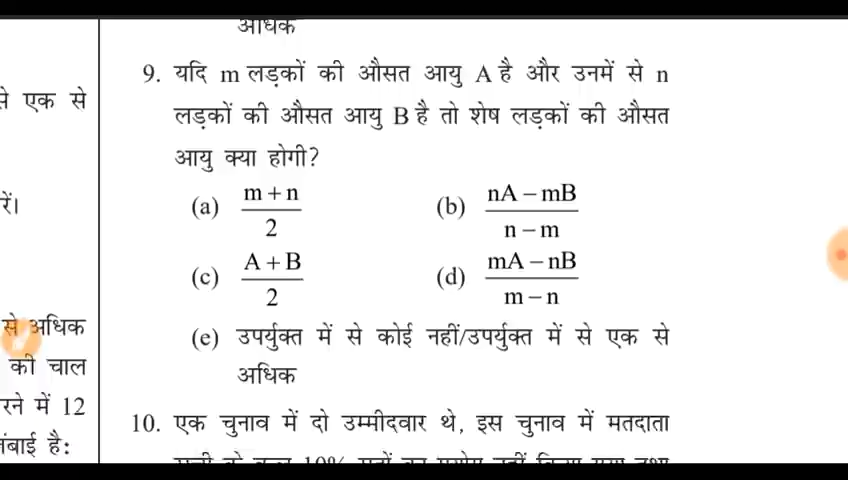 अधिक
से एक से
रें।
से अधिक
की चाल
रने में 12
लंबाई है:
9. यदि m लड़कों की औसत आयु A है और उनमें से n
लड़कों की औसत आयु B है तो शेष लड़कों की औसत
आयु क्या होगी?
(a) m + n / 2 (b) nA – mB / n – m
(c) A + B / 2 (d) mA – nB / m – n
(e) उपर्युक्त में से कोई नहीं/उपर्युक्त में से एक से
अधिक
10. एक चुनाव में दो उम्मीदवार थे, इस चुनाव में मतदाता